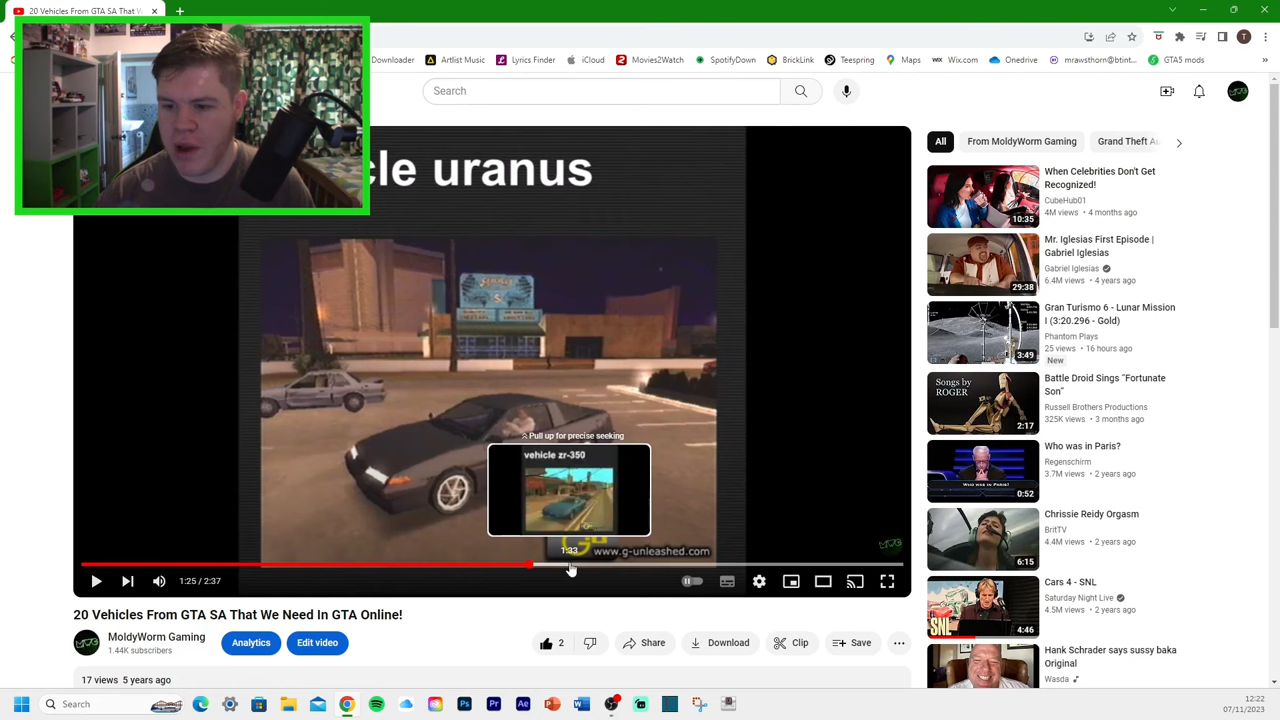 20 Vehicles From GTA SA That W
Downloader
Artlist Music
Lyrics Finder
iCloud
Movies2Watch
SpotifyDown
BrickLink
Teespring
Maps
Wix.com
Onedrive
mrawsthorn@btint...
GTA5 mods
Search
All
From MoldyWorm Gaming
Grand Theft Au
cle uranus
When Celebrities Don't Get
Recognized!
CubeHub01
4M views • 4 months ago
10:35
Mr. Iglesias First Episode |
Gabriel Iglesias
Gabriel Iglesias
6.4M views • 4 years ago
29:38
Gran Turismo 6 - Lunar Mission
I (3:20.296 - Gold)
Phantom Plays
25 views • 16 hours ago
New
3:49
Songs by
ROGER
Battle Droid Sings "Fortunate
Son"
Russell Brothers Productions
325K views • 3 months ago
2:17
Who was in Paris?
Regenschirm
3.7M views • 2 years ago
WHO WAS IN PARIS?
0:52
Chrissie Reidy Orgasm
BritTV
4.4M views • 2 years ago
6:15
Cars 4 - SNL
Saturday Night Live
4.5M views • 2 years ago
SNL
4:46
Hank Schrader says sussy baka
Original
Wasda
Pull up for precise seeking
vehicle zr-350
1:33
www.g-unleashed.com
1:25 / 2:37
20 Vehicles From GTA SA That We Need In GTA Online!
MoldyWorm Gaming
1.44K subscribers
Analytics
Edit video
2
Share
Download
Clip
Save
17 views 5 years ago
Search
12:22
07/11/2023